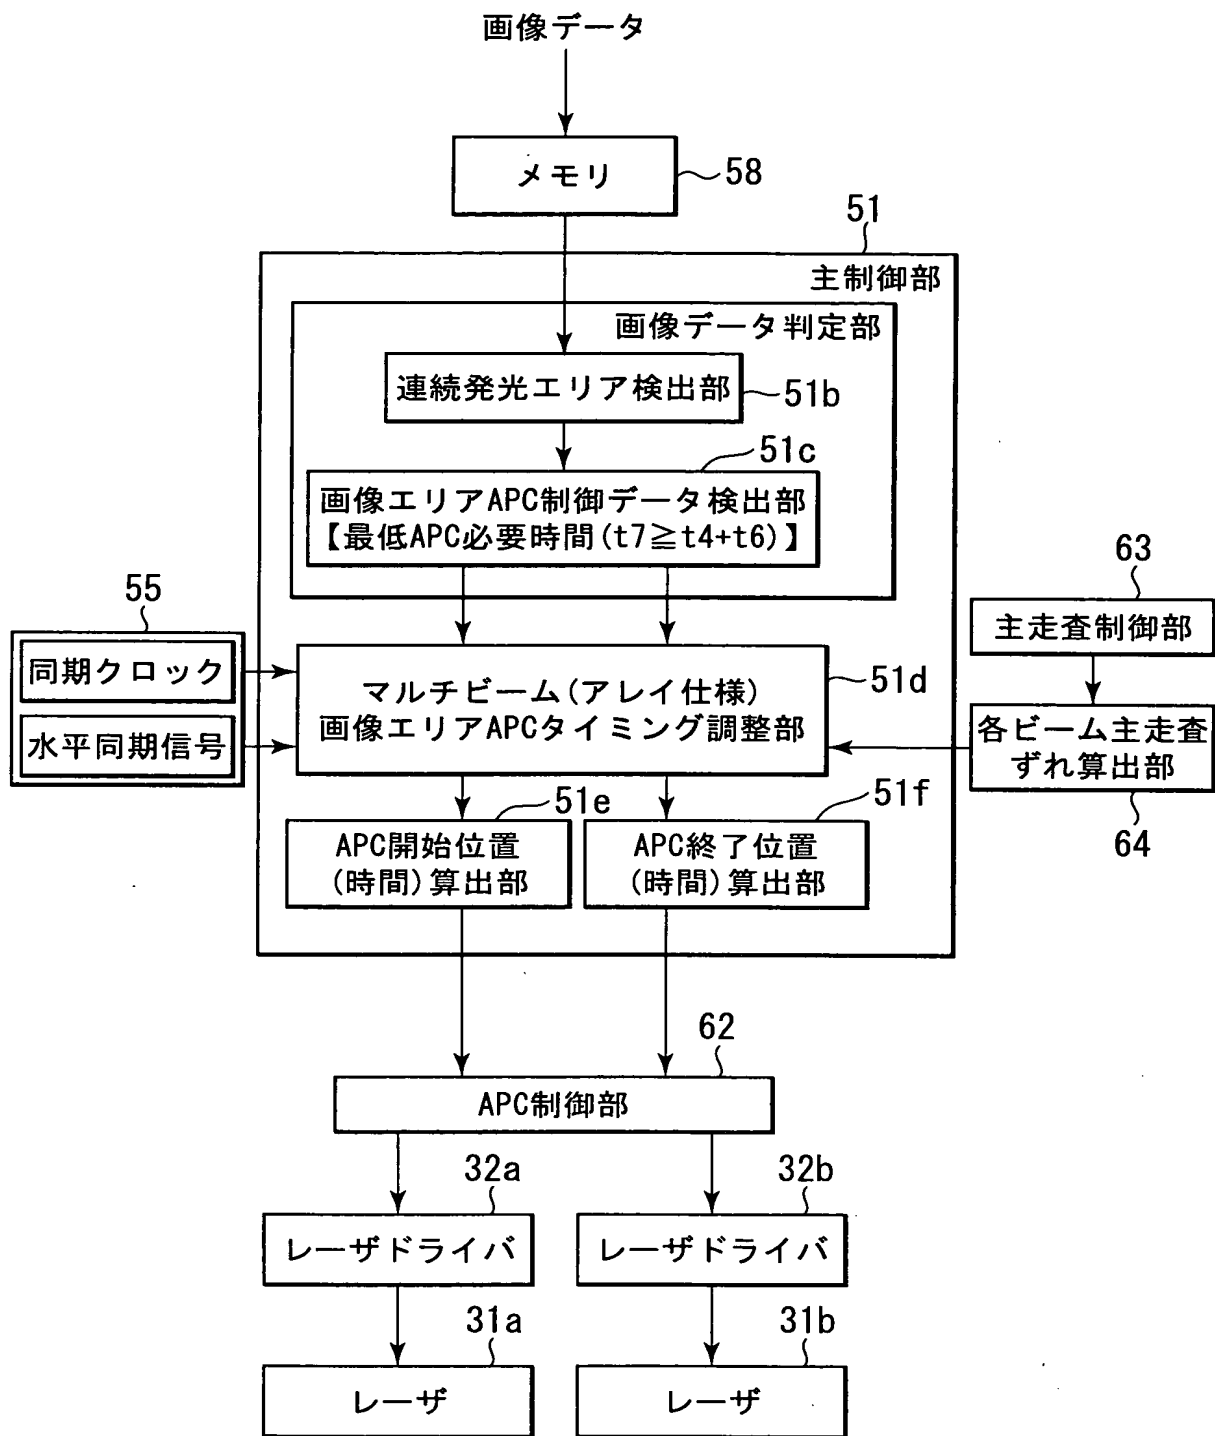 画像データ
メモリ
58
51
主制御部
画像データ判定部
連続発光エリア検出部
51b
51c
画像エリアAPC制御データ検出部
【最低APC必要時間(t7≧t4+t6)】
55
同期クロック
水平同期信号
63
主走査制御部
マルチビーム(アレイ仕様)
画像エリアAPCタイミング調整部
51d
各ビーム主走査
ずれ算出部
64
51e
APC開始位置
(時間)算出部
51f
APC終了位置
(時間)算出部
62
APC制御部
32a
レーザドライバ
32b
レーザドライバ
31a
レーザ
31b
レーザ